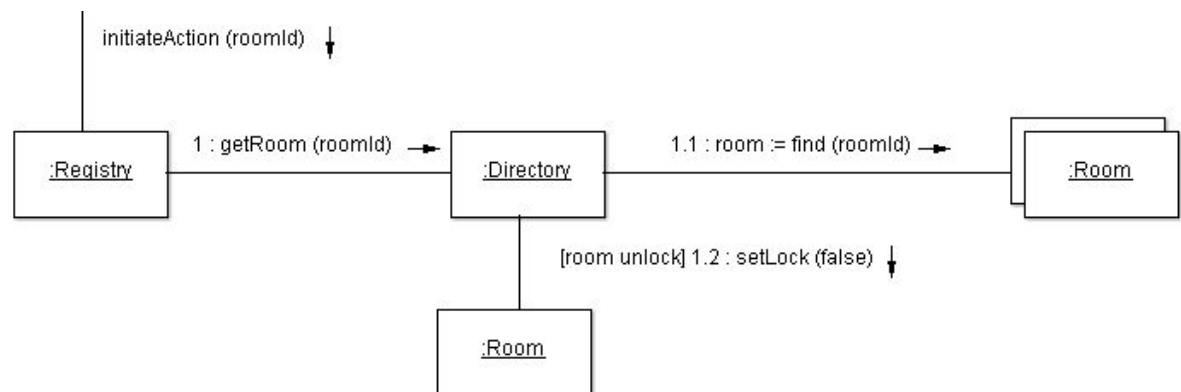 initiateAction (roomId)
1 : getRoom (roomId)
1.1 : room := find (roomId)
:Registry
:Directory
:Room
[room unlock] 1.2 : setLock (false)
:Room